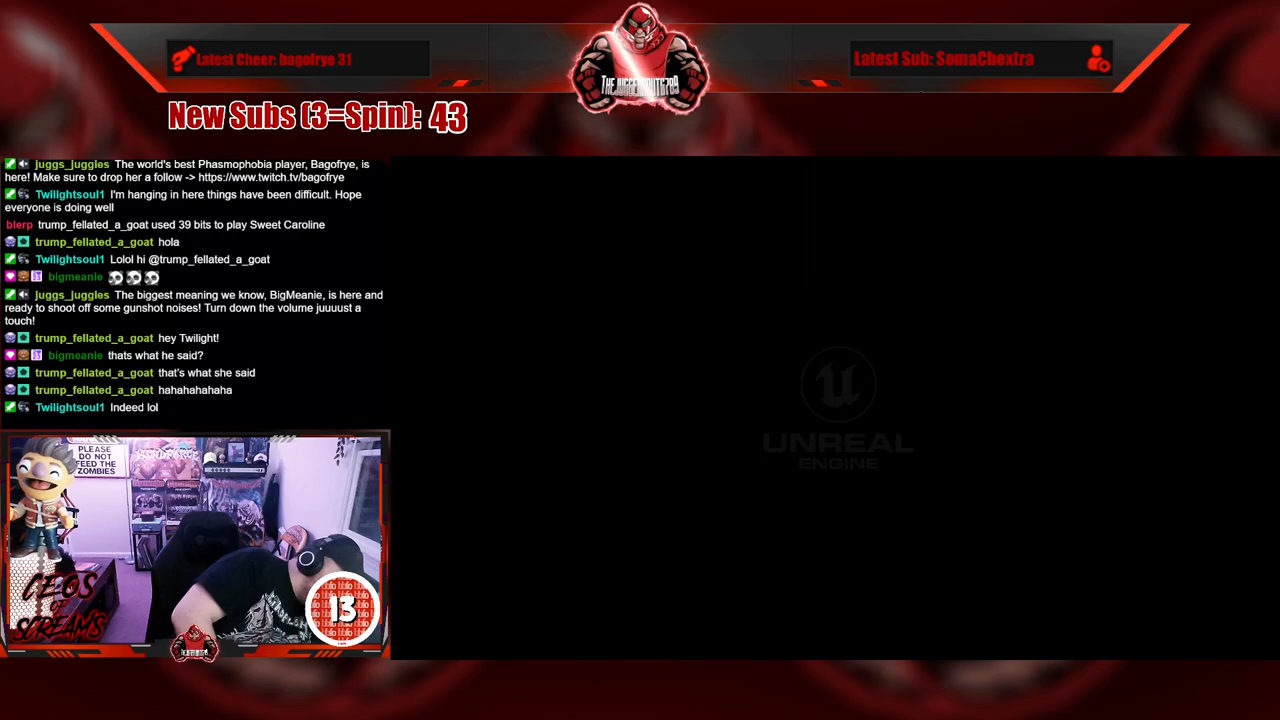 Latest Cheer: bagofrye 31
THEJUGGERNAUT6789
Latest Sub: SomaChextra
New Subs (3=Spin): 43
juggs_juggles The world's best Phasmophobia player, Bagofrye, is
here! Make sure to drop her a follow -> https://www.twitch.tv/bagofrye
Twilightsoul1 I'm hanging in here things have been difficult. Hope
everyone is doing well
blerp trump_fellated_a_goat used 39 bits to play Sweet Caroline
trump_fellated_a_goat hola
Twilightsoul1 Lolol hi @trump_fellated_a_goat
bigmeanie
juggs_juggles The biggest meaning we know, BigMeanie, is here and
ready to shoot off some gunshot noises! Turn down the volume juuuust a
touch!
trump_fellated_a_goat hey Twilight!
bigmeanie thats what he said?
trump_fellated_a_goat that's what she said
trump_fellated_a_goat hahahahahaha
Twilightsoul1 Indeed lol
UNREAL
ENGINE
PLEASE
DO NOT
FEED THE
ZOMBIES
CEOS
OF
SCREAMS
13